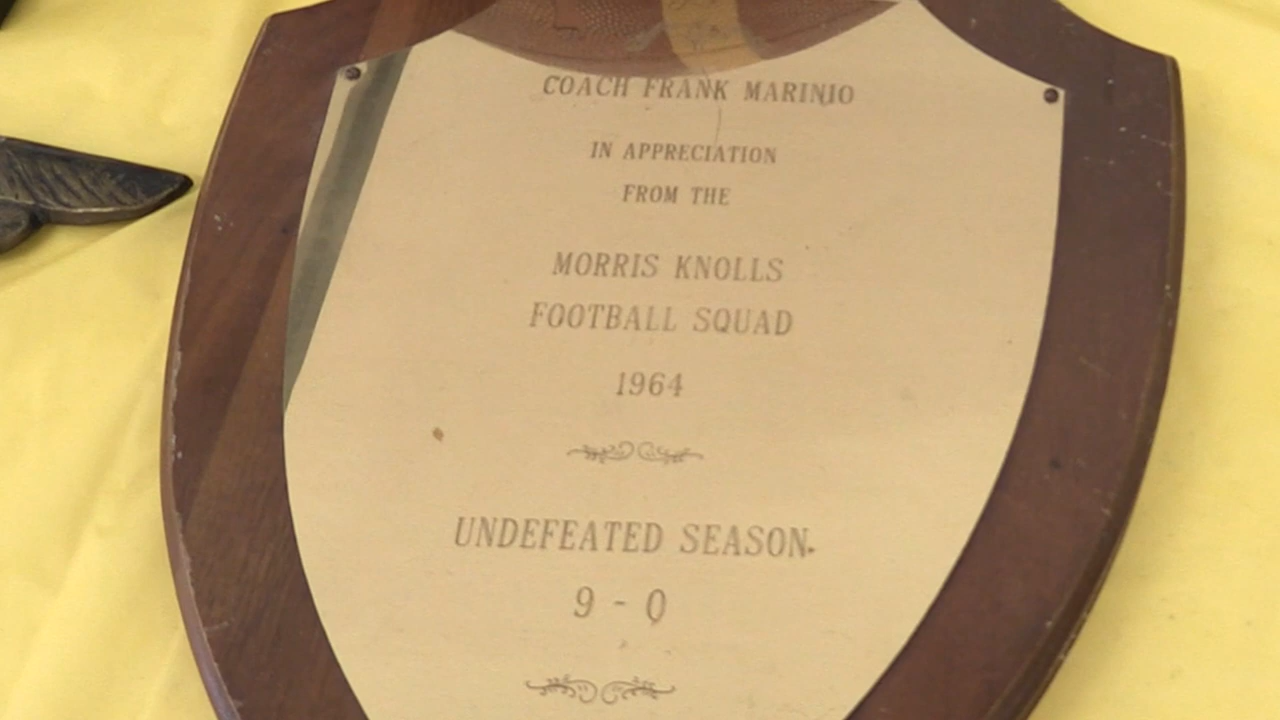 COACH FRANK MARINIO
IN APPRECIATION
FROM THE
MORRIS KNOLLS
FOOTBALL SQUAD
1964
UNDEFEATED SEASON
9 - 0